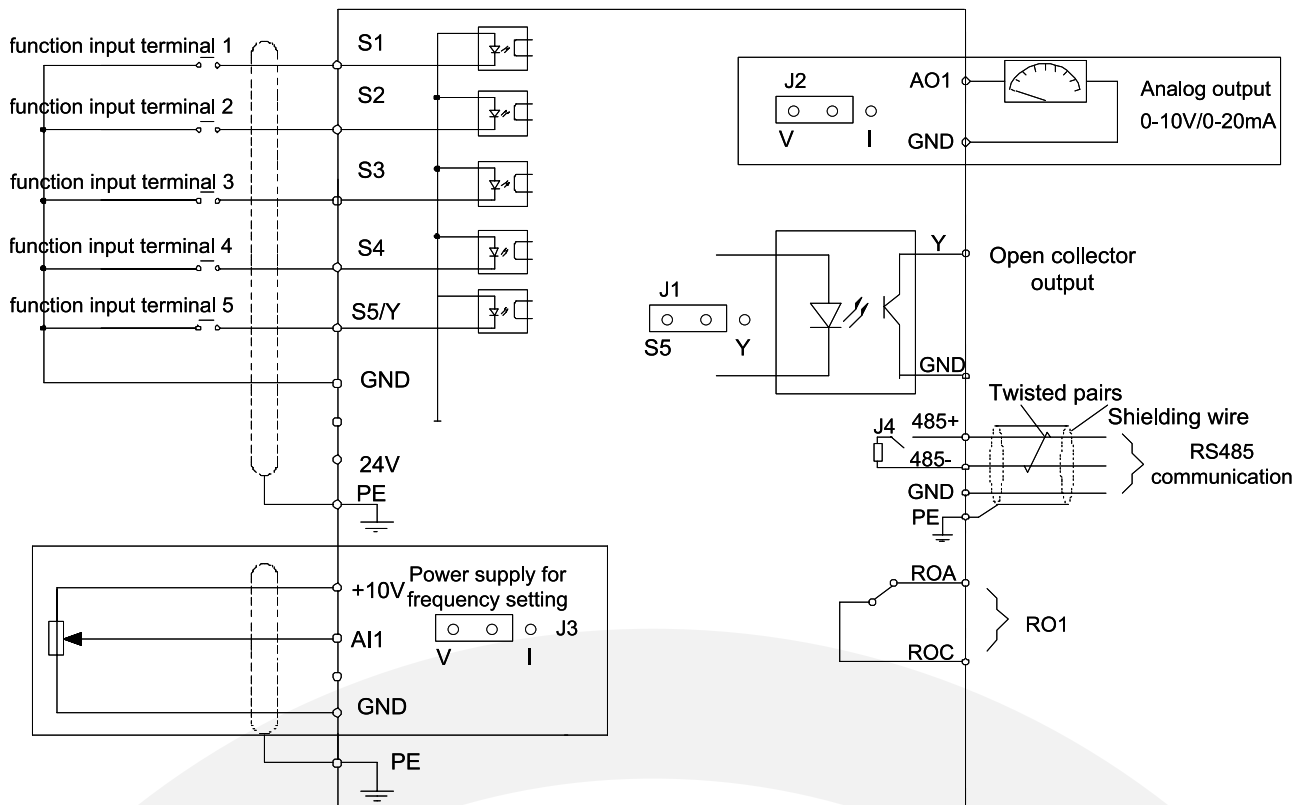 function input terminal 1
S1
function input terminal 2
S2
function input terminal 3
S3
function input terminal 4
S4
function input terminal 5
S5/Y
GND
24V
PE
+10V
Power supply for
frequency setting
AI1
J3
V I
GND
PE
J2
V I
AO1
GND
Analog output
0-10V/0-20mA
J1
S5 Y
Y
Open collector
output
GND
Twisted pairs
Shielding wire
J4
485+
485-
GND
PE
RS485
communication
ROA
RO1
ROC